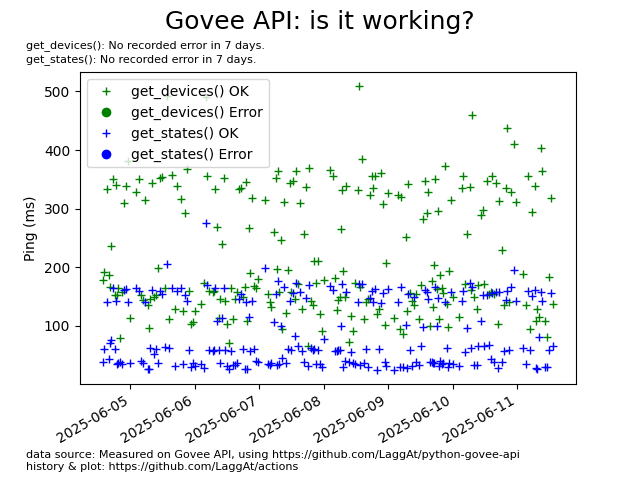 Govee API: is it working?
get_devices(): No recorded error in 7 days.
get_states(): No recorded error in 7 days.
get_devices() OK
get_devices() Error
get_states() OK
get_states() Error
Ping (ms)
500
400
300
200
100
2025-06-05
2025-06-06
2025-06-07
2025-06-08
2025-06-09
2025-06-10
2025-06-11
data source: Measured on Govee API, using https://github.com/LaggAt/python-govee-api
history & plot: https://github.com/LaggAt/actions